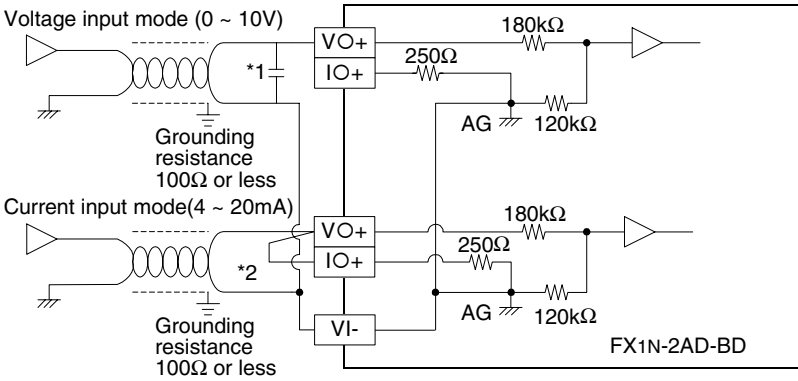 Voltage input mode (0 ~ 10V)
VO+
180kΩ
250Ω
*1
IO+
AG
120kΩ
Grounding
resistance
100Ω or less
Current input mode(4 ~ 20mA)
VO+
180kΩ
250Ω
*2
IO+
AG
120kΩ
Grounding
resistance
100Ω or less
VI-
FX1N-2AD-BD